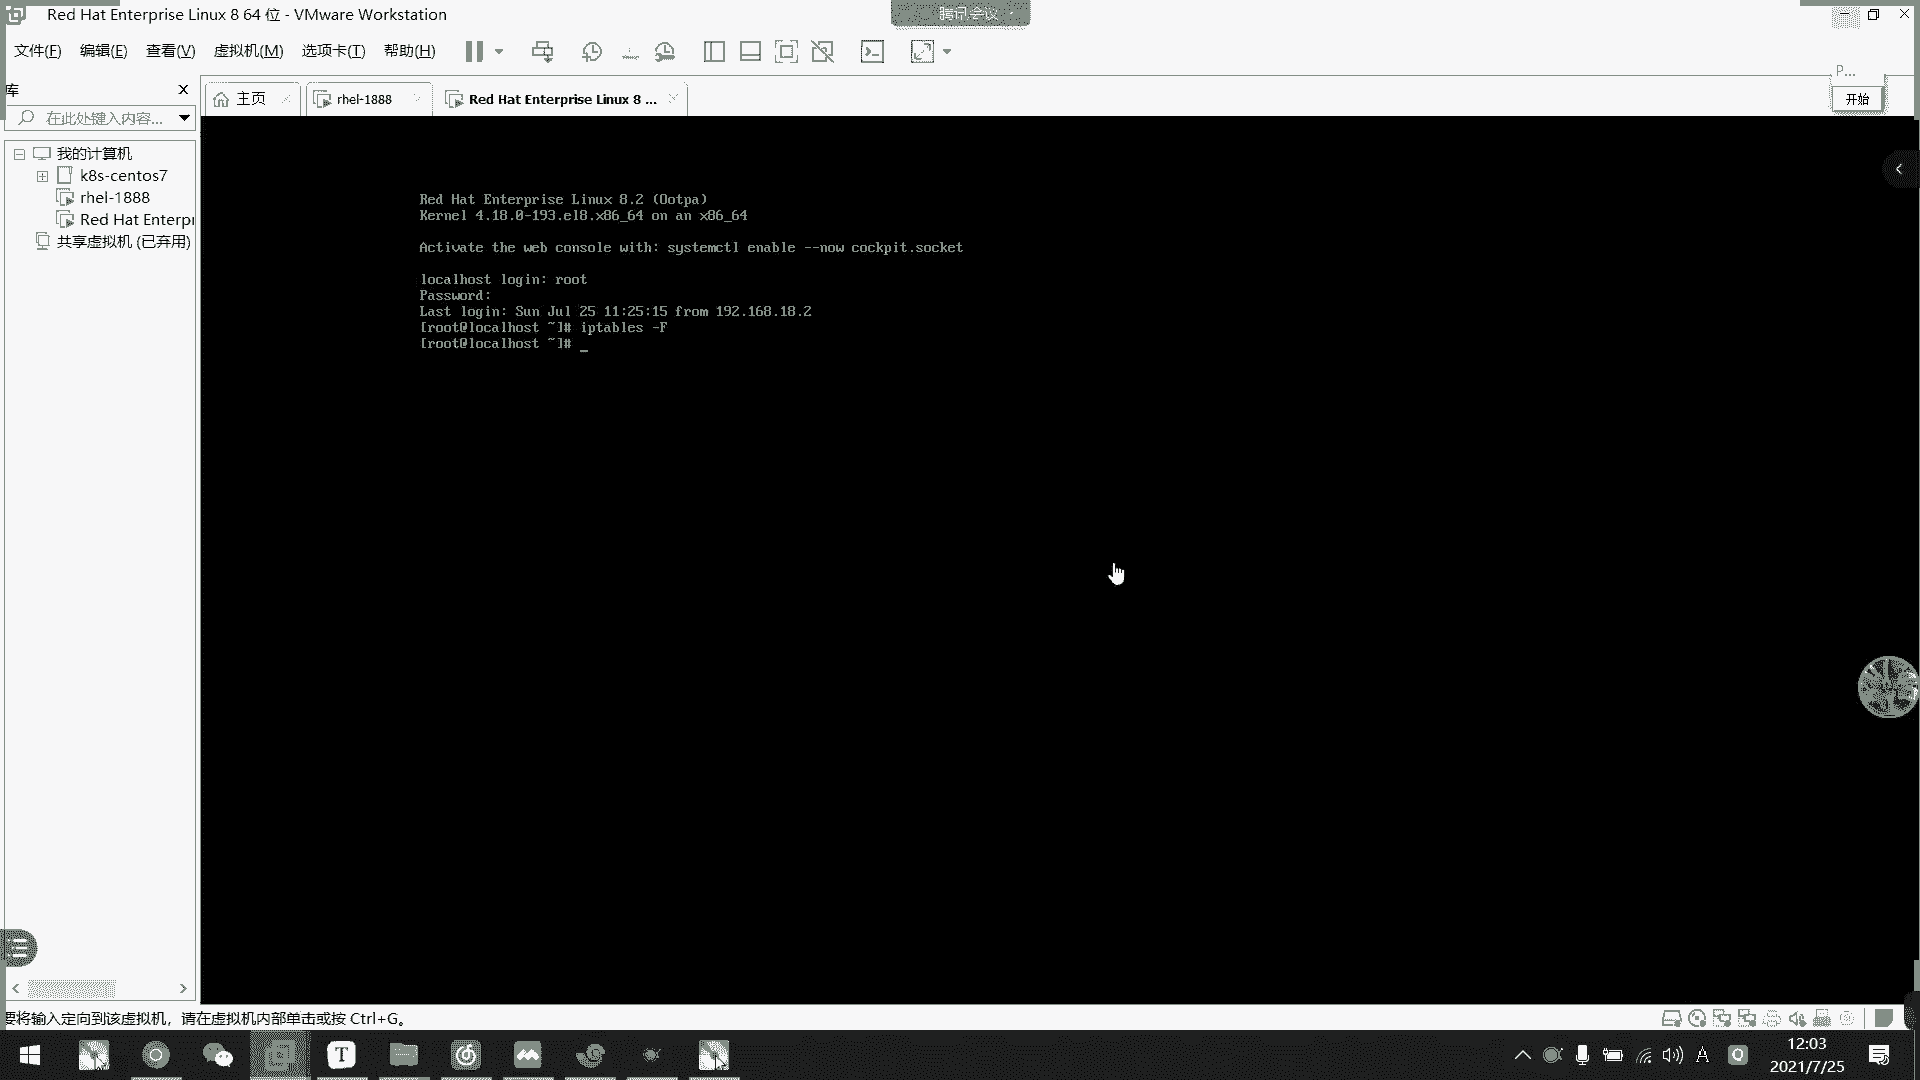 Red Hat Enterprise Linux 8 64 位 - VMware Workstation
腾讯会议
文件(F) 编辑(E) 查看(V) 虚拟机(M) 选项卡(T) 帮助(H)
P...
开始
库
在此处键入内容...
主页
rhel-1888
Red Hat Enterprise Linux 8 ...
我的计算机
k8s-centos7
rhel-1888
Red Hat Enterpr
共享虚拟机 (已弃用)
Red Hat Enterprise Linux 8.2 (Ootpa)
Kernel 4.18.0-193.el8.x86_64 on an x86_64
Activate the web console with: systemctl enable --now cockpit.socket
localhost login: root
Password:
Last login: Sun Jul 25 11:25:15 from 192.168.18.2
[root@localhost ~]# iptables -F
[root@localhost ~]# _
要将输入定向到该虚拟机，请在虚拟机内部单击或按 Ctrl+G。
T
A
12:03
2021/7/25